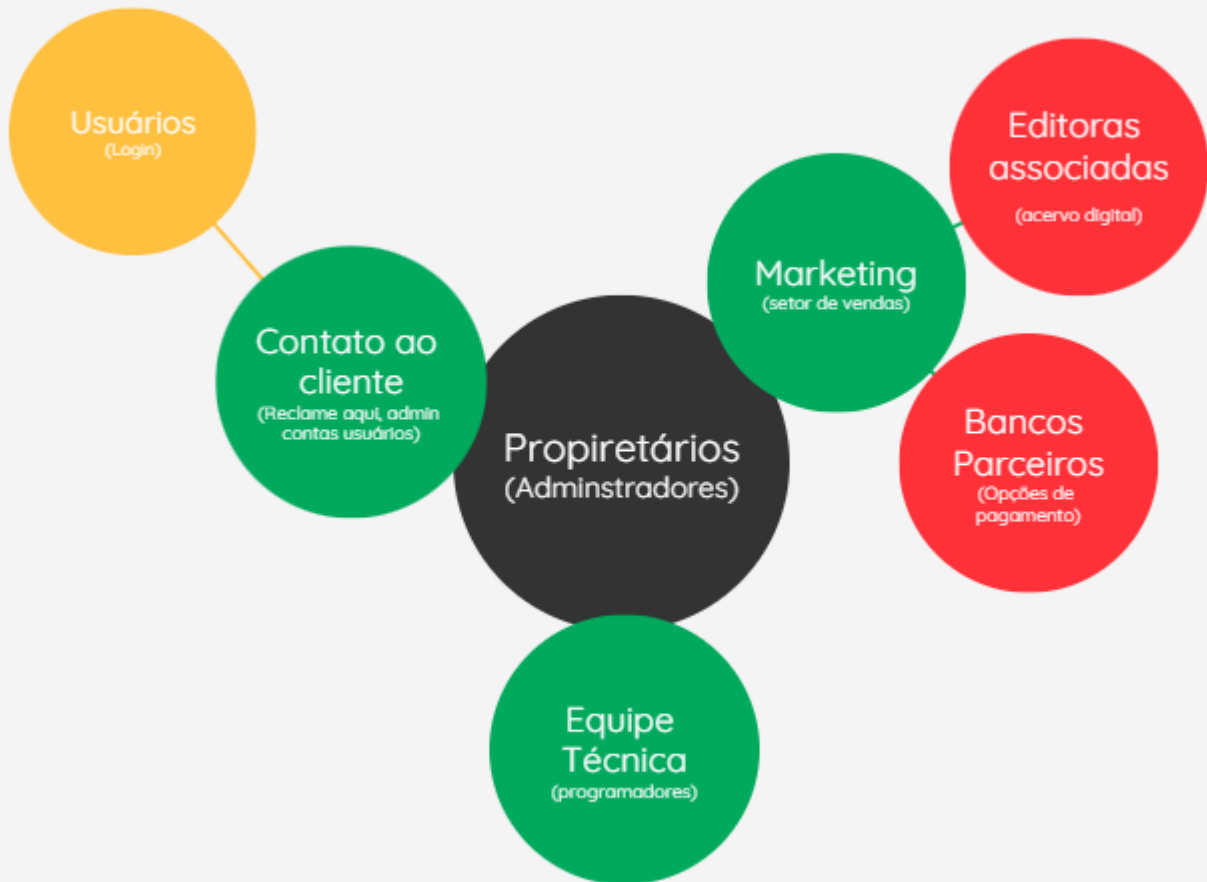 Usuários
(Login)
Editoras
associadas
(acervo digital)
Marketing
(setor de vendas)
Contato ao
cliente
(Reclame aqui, admin
contas usuários)
Propiretários
(Adminstradores)
Bancos
Parceiros
(Opções de
pagamento)
Equipe
Técnica
(programadores)